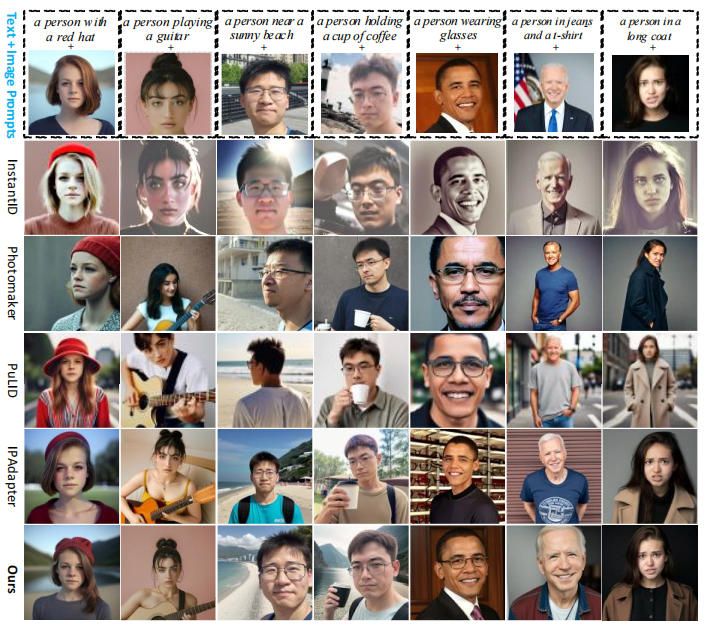 Text + Image Prompts
a person with
a red hat
+
a person playing
a guitar
+
a person near a
sunny beach
+
a person holding
a cup of coffee
+
a person wearing
glasses
+
a person in jeans
and a t-shirt
+
a person in a
long coat
+
InstantID
Photomaker
PuLID
IPAdapter
Ours